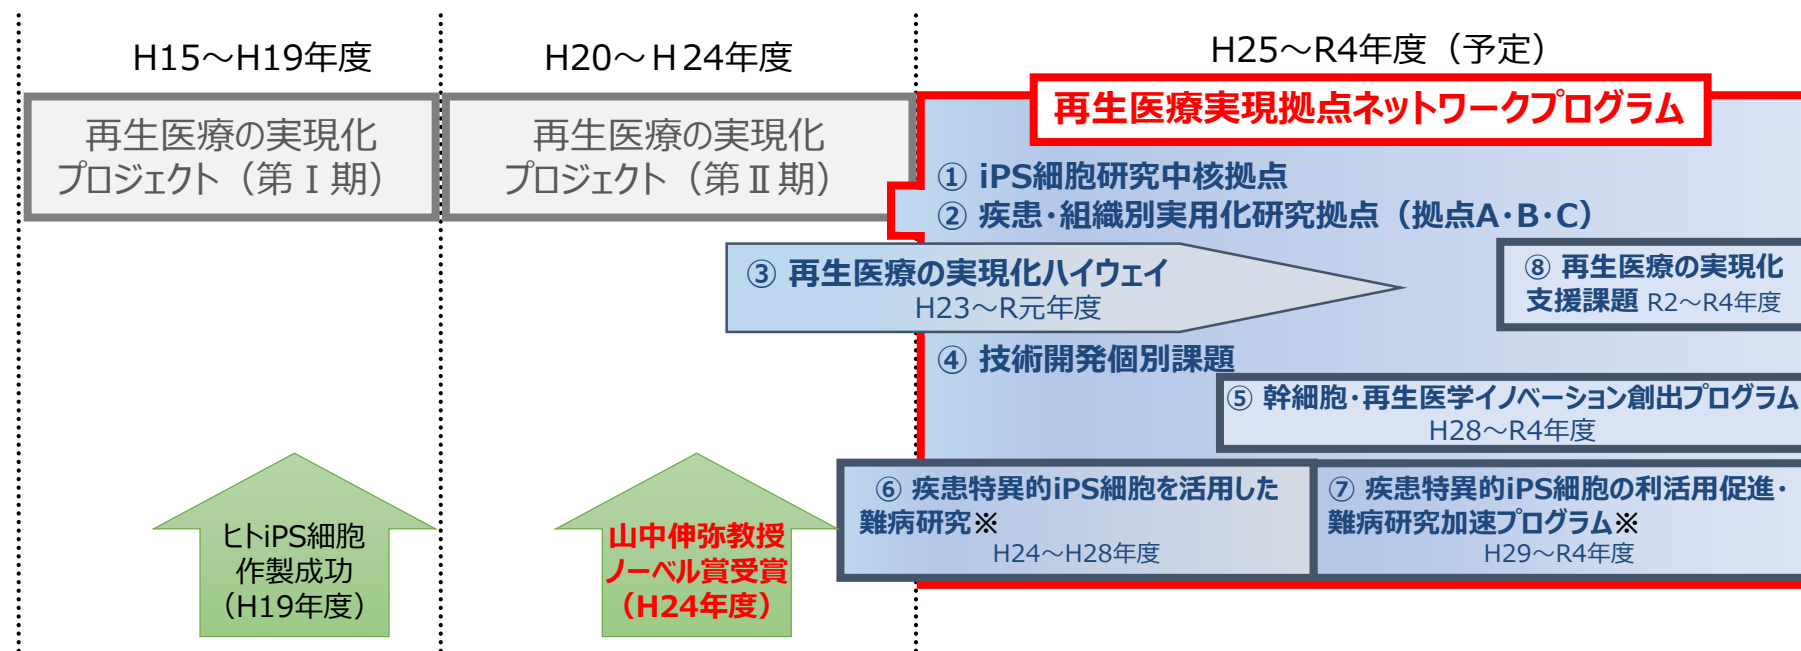 H15～H19年度
H20～H24年度
H25～R4年度（予定）
再生医療の実現化
プロジェクト（第Ⅰ期）
再生医療の実現化
プロジェクト（第Ⅱ期）
再生医療実現拠点ネットワークプログラム
① iPS細胞研究中核拠点
② 疾患・組織別実用化研究拠点（拠点A・B・C）
③ 再生医療の実現化ハイウェイ
H23～R元年度
⑧ 再生医療の実現化
支援課題 R2～R4年度
④ 技術開発個別課題
⑤ 幹細胞・再生医学イノベーション創出プログラム
H28～R4年度
⑥ 疾患特異的iPS細胞を活用した
難病研究※
H24～H28年度
⑦ 疾患特異的iPS細胞の利活用促進・
難病研究加速プログラム※
H29～R4年度
ヒトiPS細胞
作製成功
（H19年度）
山中伸弥教授
ノーベル賞受賞
（H24年度）